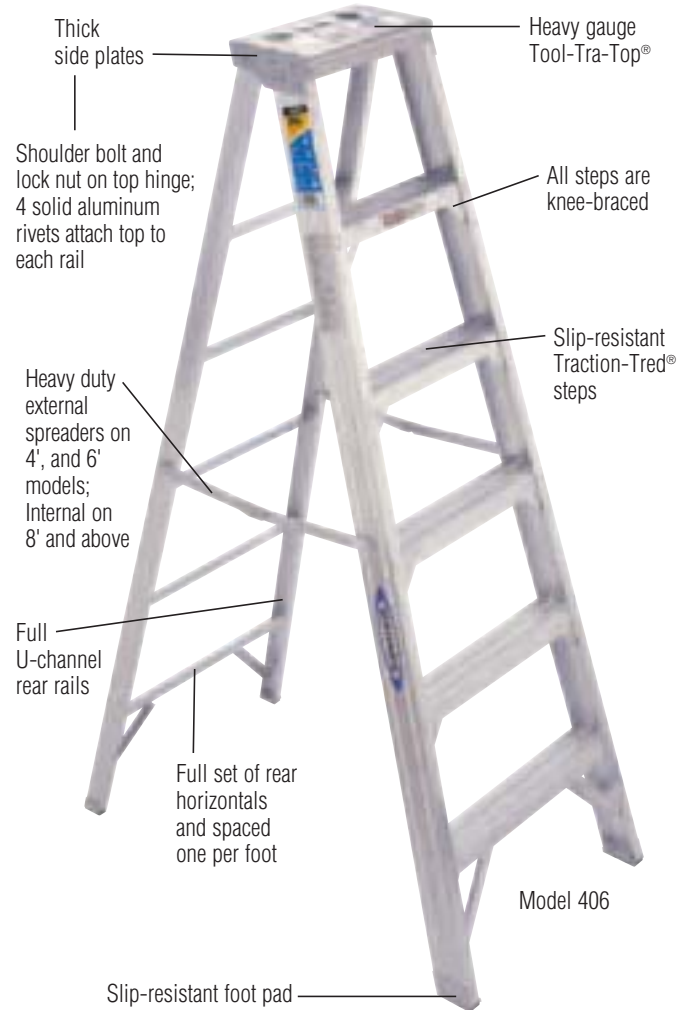 Thick
side plates
Heavy gauge
Tool-Tra-Top®
Shoulder bolt and
lock nut on top hinge;
4 solid aluminum
rivets attach top to
each rail
All steps are
knee-braced
Slip-resistant
Traction-Tred®
steps
Heavy duty
external
spreaders on
4', and 6'
models;
Internal on
8' and above
Full
U-channel
rear rails
Full set of rear
horizontals
and spaced
one per foot
Model 406
Slip-resistant foot pad